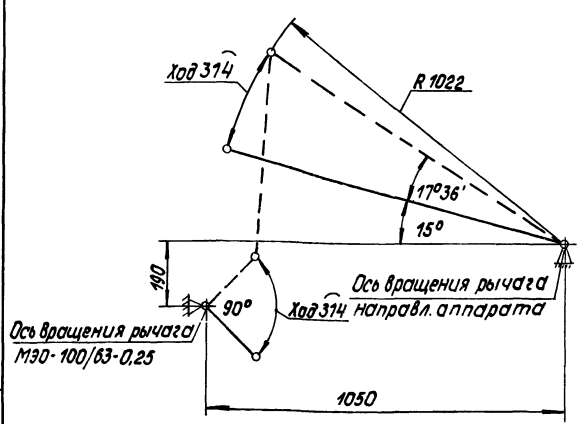 Ход 314
R 1022
17°36'
15°
190
90°
Ход 314
Ось вращения рычага
направл. аппарата
Ось вращения рычага
МЭО-100/63-0,25
1050